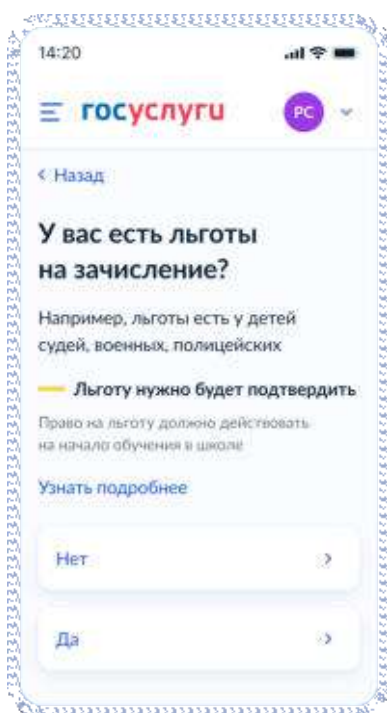 14:20
госуслуги
РС
< Назад
У вас есть льготы
на зачисление?
Например, льготы есть у детей
судей, военных, полицейских
Льготу нужно будет подтвердить
Право на льготу должно действовать
на начало обучения в школе
Узнать подробнее
Нет
Да